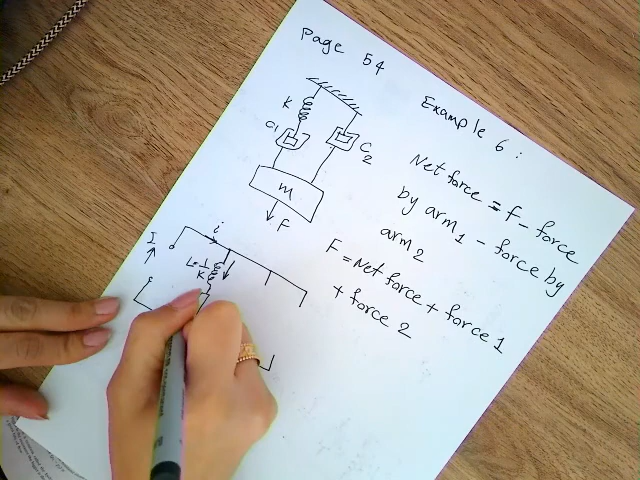 Page 54
Example 6:
K
C1
C2
m
F
Net force = f - force
by arm1 - force by
arm2
F = Net force + force 1
+ force 2
i
I
L=1/K